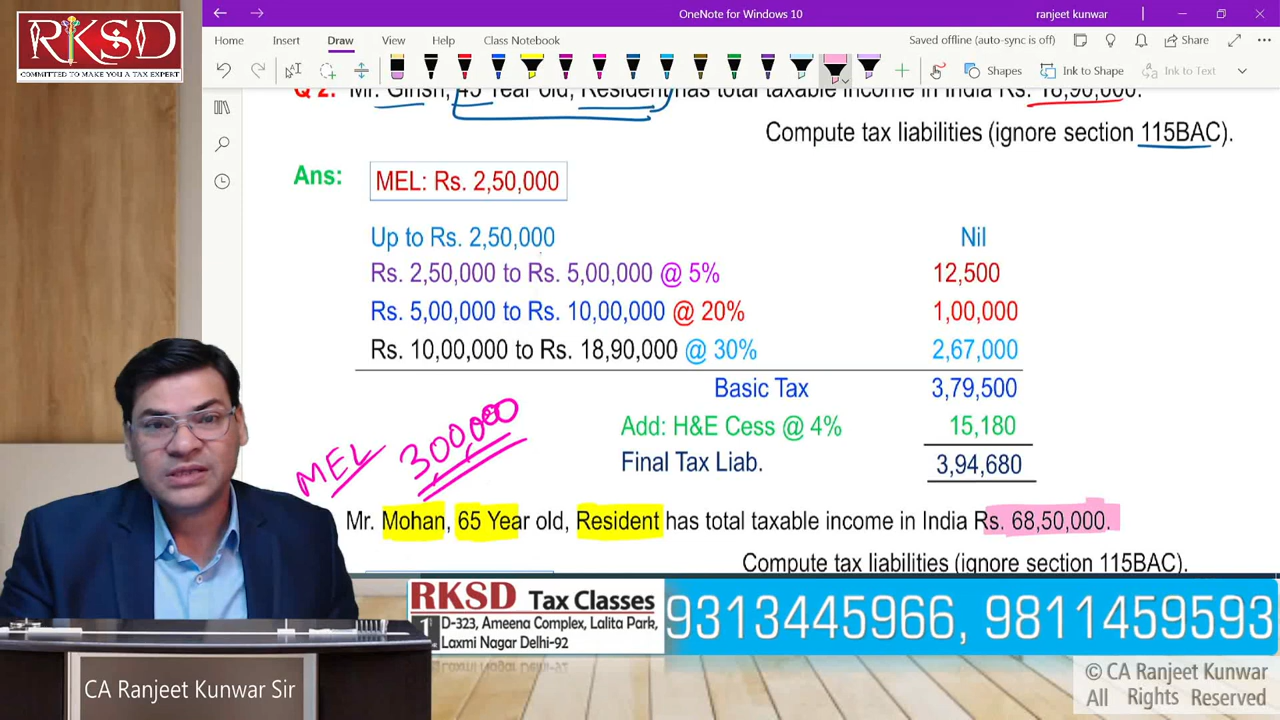 RKSD
COMMITTED TO MAKE YOU A TAX EXPERT
OneNote for Windows 10
ranjeet kunwar
Home Insert Draw View Help Class Notebook
Saved offline (auto-sync is off)
Share
Shapes
Ink to Shape
Ink to Text
Q 2: Mr. Girish, 45 Year old, Resident has total taxable income in India Rs. 18,90,000.
Compute tax liabilities (ignore section 115BAC).
Ans: MEL: Rs. 2,50,000
Up to Rs. 2,50,000 Nil
Rs. 2,50,000 to Rs. 5,00,000 @ 5% 12,500
Rs. 5,00,000 to Rs. 10,00,000 @ 20% 1,00,000
Rs. 10,00,000 to Rs. 18,90,000 @ 30% 2,67,000
Basic Tax 3,79,500
Add: H&E Cess @ 4% 15,180
Final Tax Liab. 3,94,680
MEL 300,000
Mr. Mohan, 65 Year old, Resident has total taxable income in India Rs. 68,50,000.
Compute tax liabilities (ignore section 115BAC).
RKSD Tax Classes
D-323, Ameena Complex, Lalita Park,
Laxmi Nagar Delhi-92
9313445966, 9811459593
CA Ranjeet Kunwar Sir
© CA Ranjeet Kunwar
All Rights Reserved